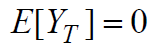 E[Y_T] = 0